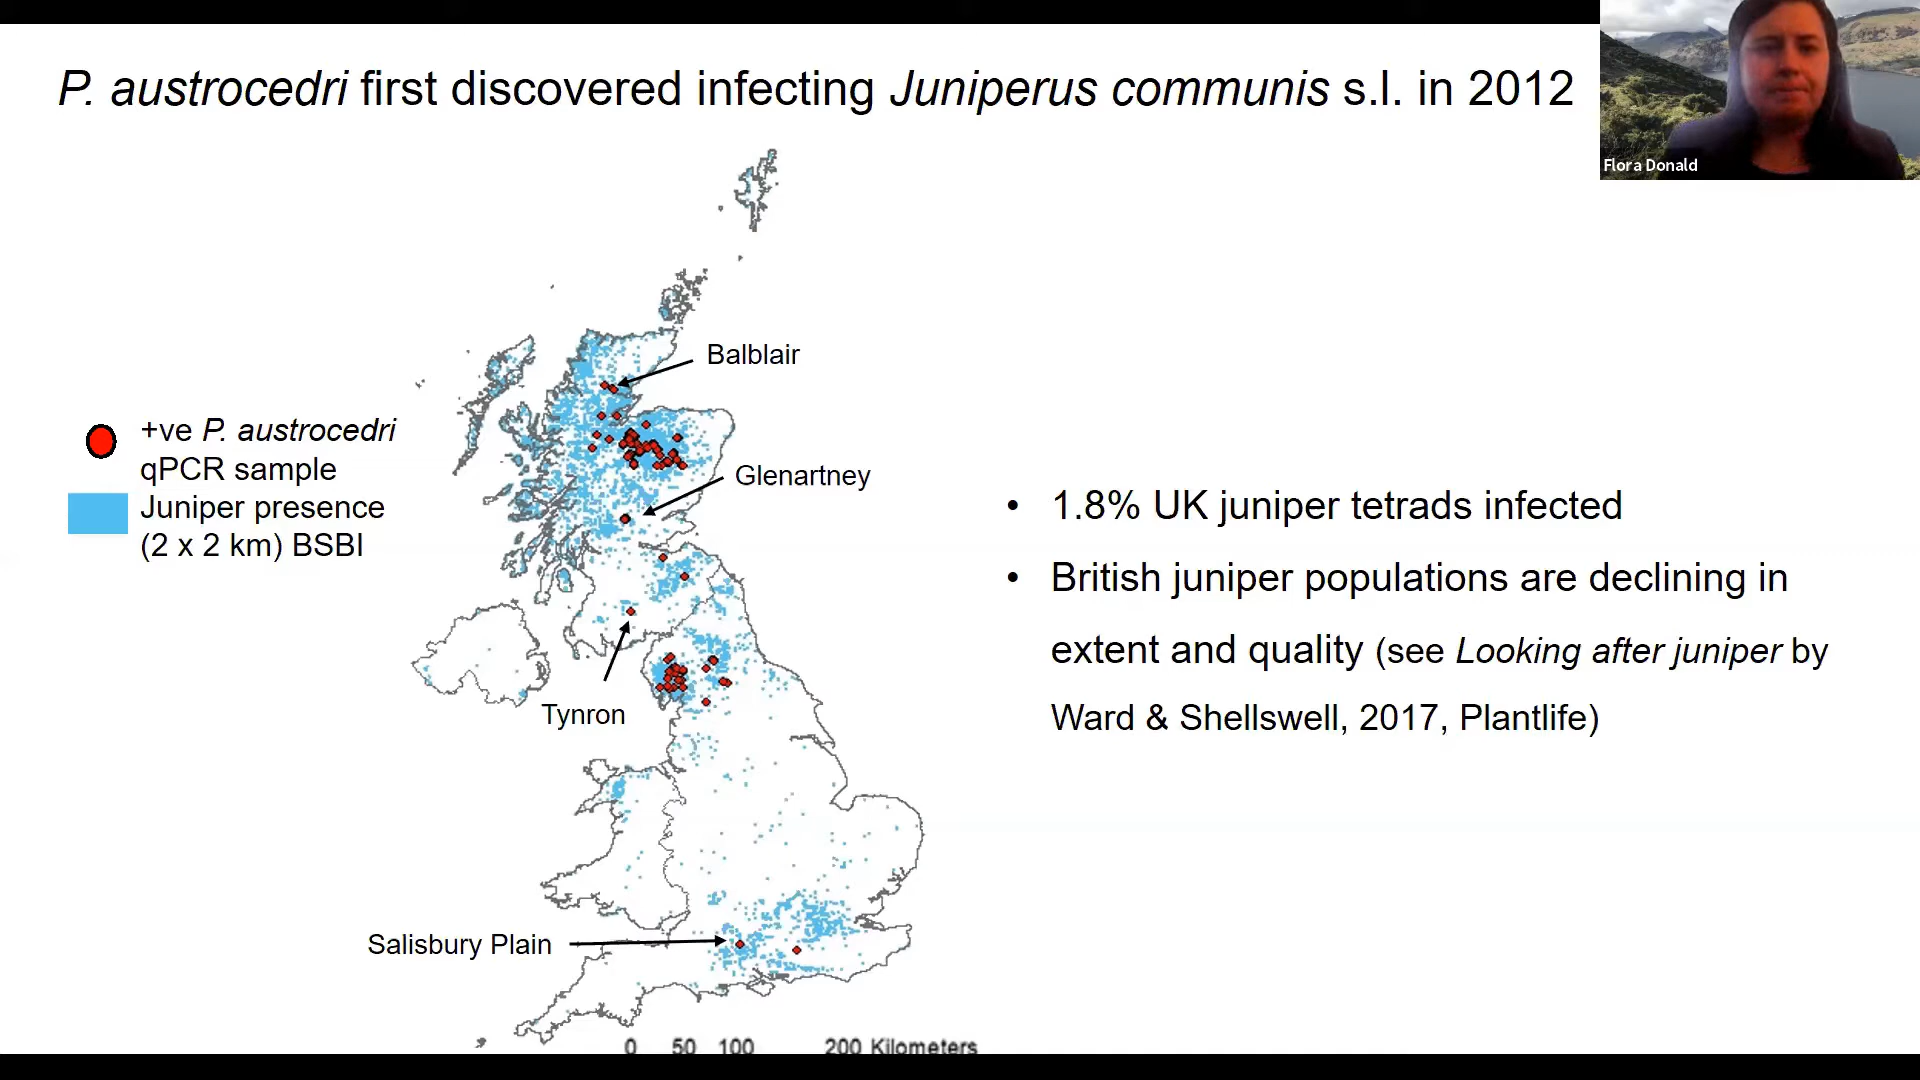 P. austrocedri first discovered infecting Juniperus communis s.l. in 2012
Flora Donald
Balblair
Glenartney
+ve P. austrocedri
qPCR sample
Juniper presence
(2 x 2 km) BSBI
Tynron
Salisbury Plain
0 50 100 200 Kilometers
• 1.8% UK juniper tetrads infected
• British juniper populations are declining in
extent and quality (see Looking after juniper by
Ward & Shellswell, 2017, Plantlife)